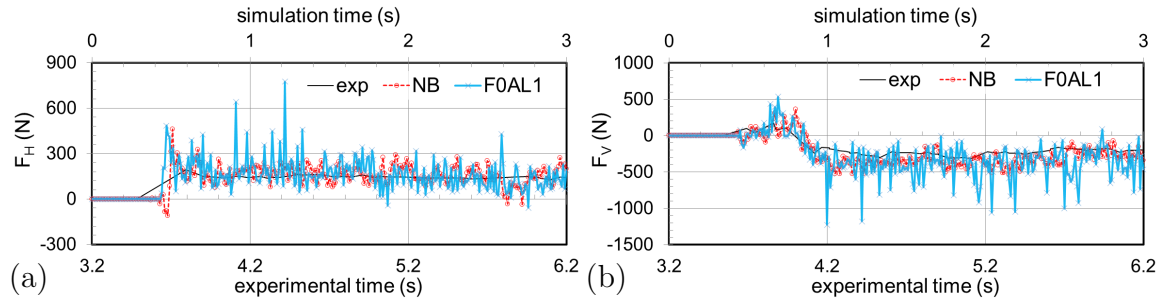 simulation time (s)
0 1 2 3
900
600
300
0
-300
F_H (N)
exp NB F0AL1
3.2 4.2 5.2 6.2
experimental time (s)
(a)
simulation time (s)
0 1 2 3
1000
500
0
-500
-1000
-1500
F_V (N)
exp NB F0AL1
3.2 4.2 5.2 6.2
experimental time (s)
(b)